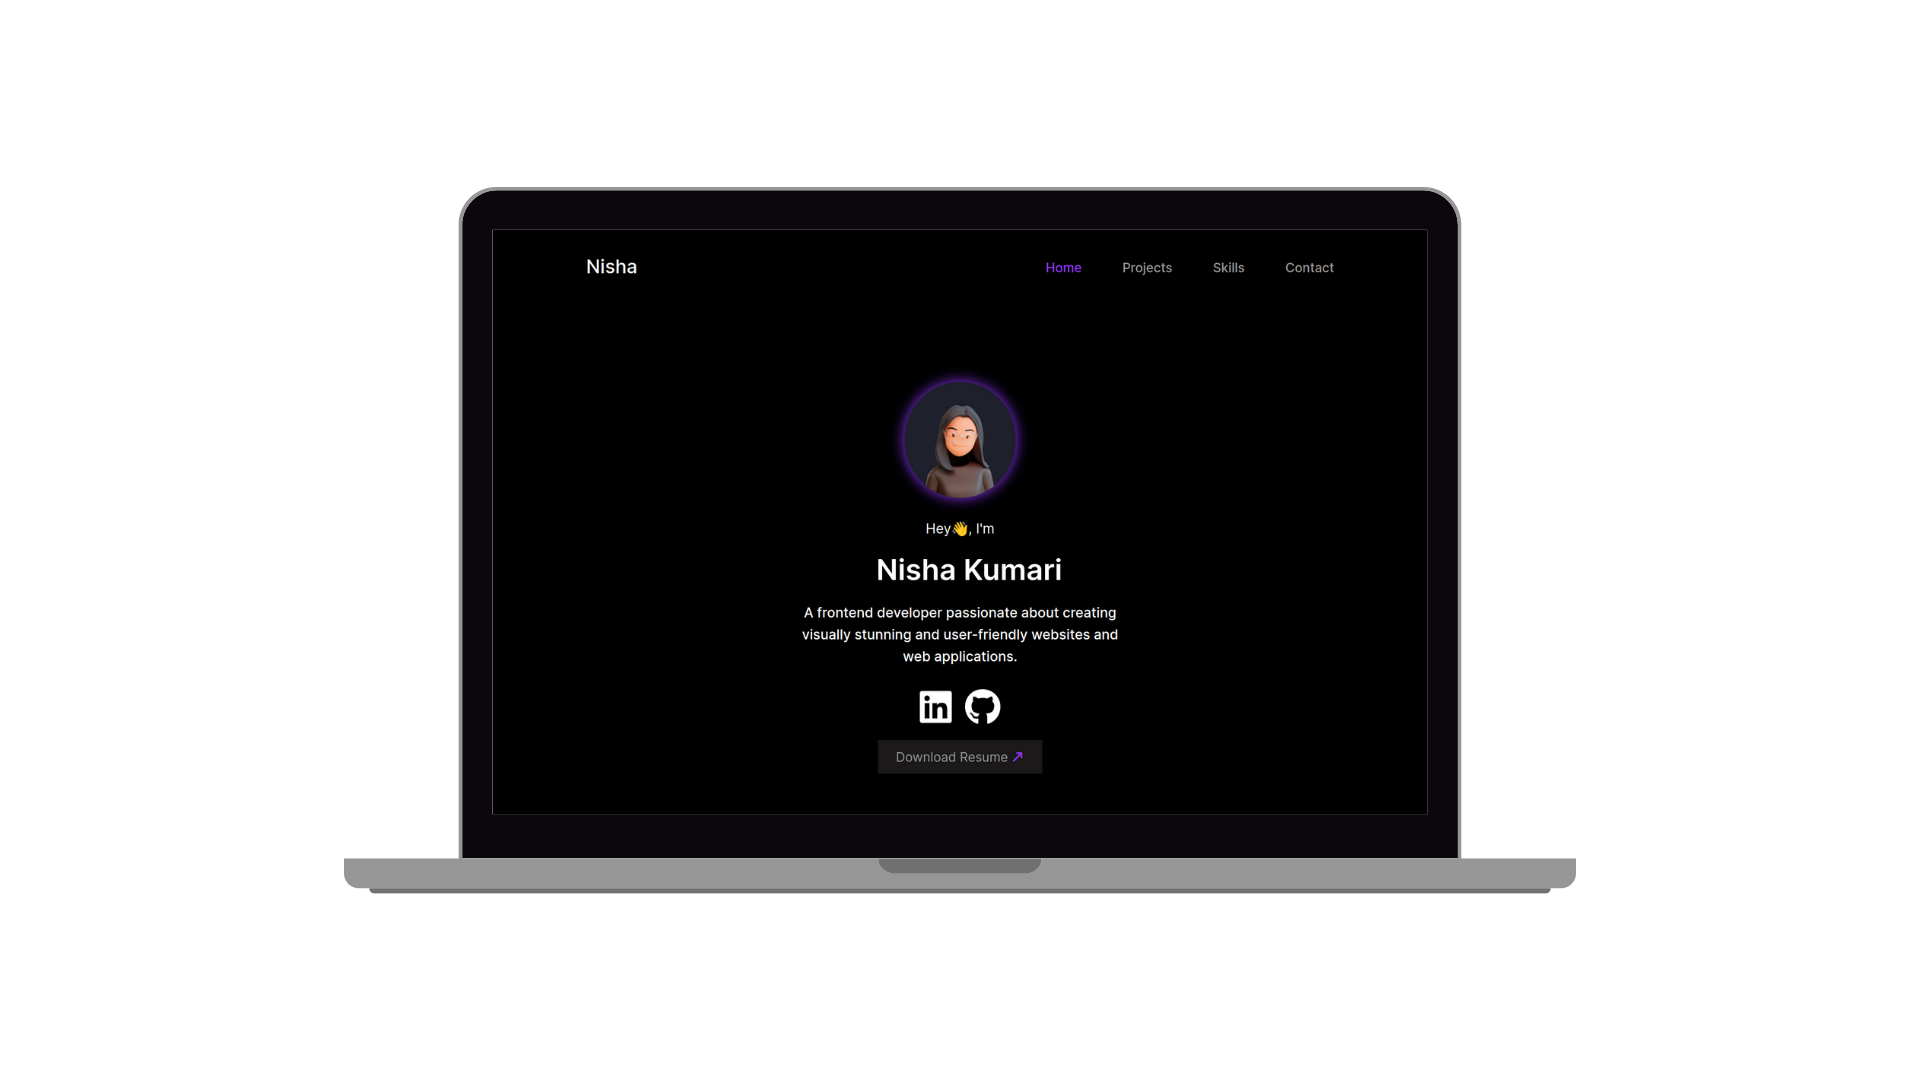 Nisha
Home Projects Skills Contact
Hey👋, I'm
Nisha Kumari
A frontend developer passionate about creating
visually stunning and user-friendly websites and
web applications.
in
Download Resume ↗